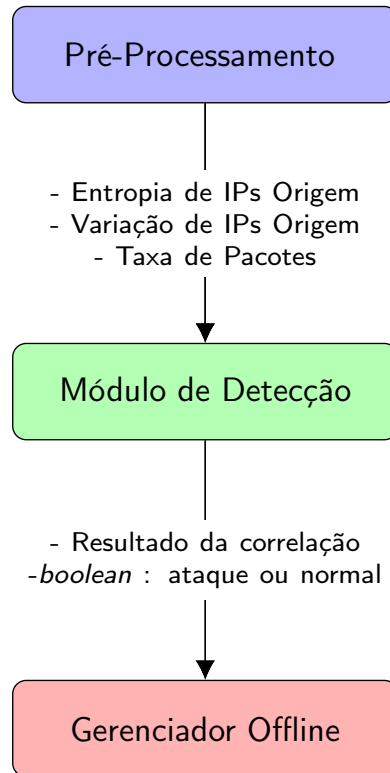 Pré-Processamento
- Entropia de IPs Origem
- Variação de IPs Origem
- Taxa de Pacotes
Módulo de Detecção
- Resultado da correlação
-boolean : ataque ou normal
Gerenciador Offline